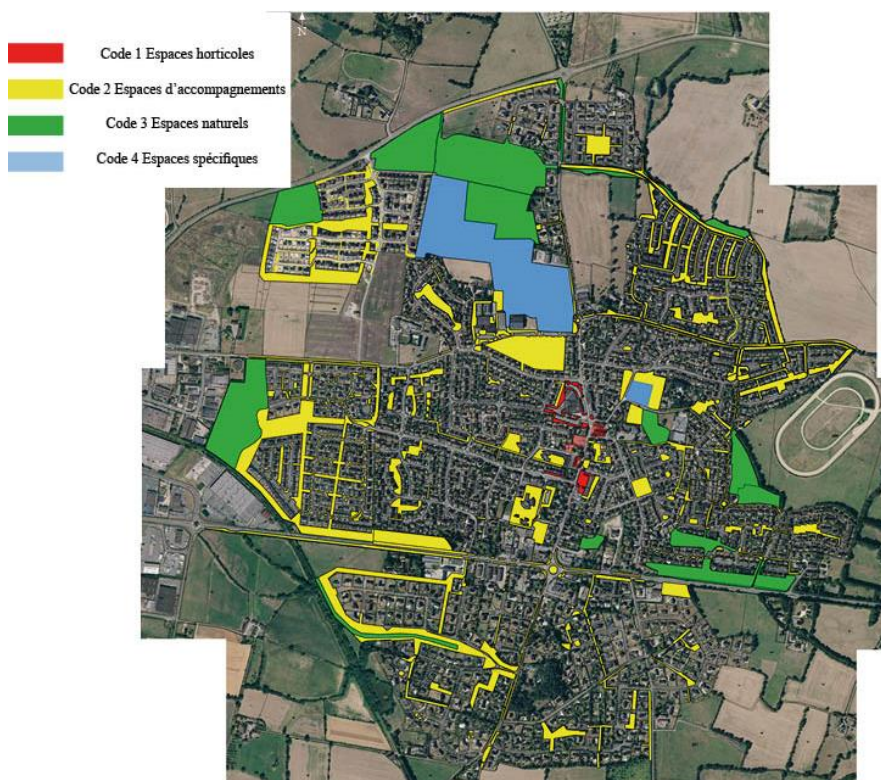 N
Code 1 Espaces horticoles
Code 2 Espaces d'accompagnements
Code 3 Espaces naturels
Code 4 Espaces spécifiques